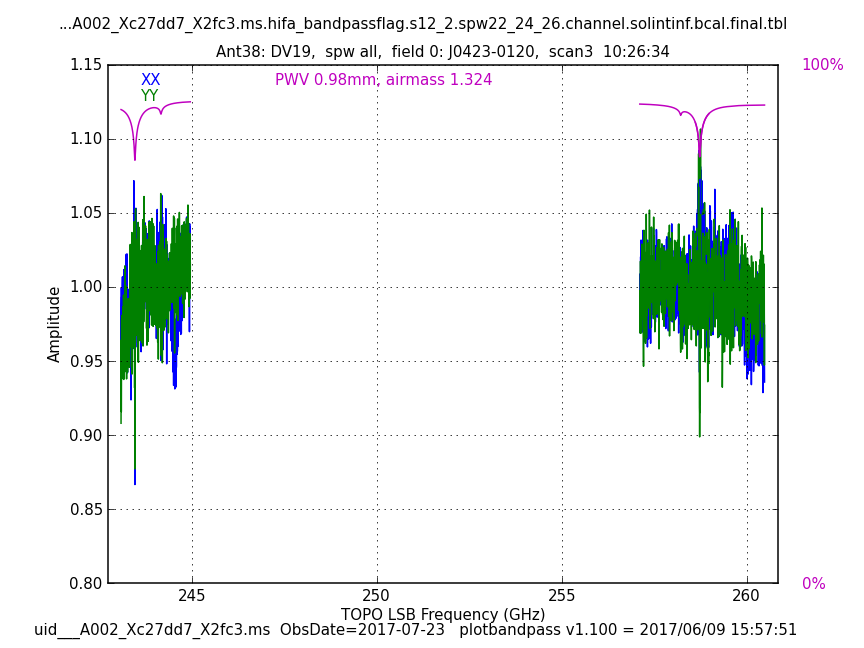 ...A002_Xc27dd7_X2fc3.ms.hifa_bandpassflag.s12_2.spw22_24_26.channel.solintinf.bcal.final.tbl
Ant38: DV19,  spw all,  field 0: J0423-0120,  scan3  10:26:34
1.15
100%
XX
PWV 0.98mm, airmass 1.324
YY
1.10
1.05
1.00
Amplitude
0.95
0.90
0.85
0.80
0%
245
250
255
260
TOPO LSB Frequency (GHz)
uid___A002_Xc27dd7_X2fc3.ms  ObsDate=2017-07-23   plotbandpass v1.100 = 2017/06/09 15:57:51